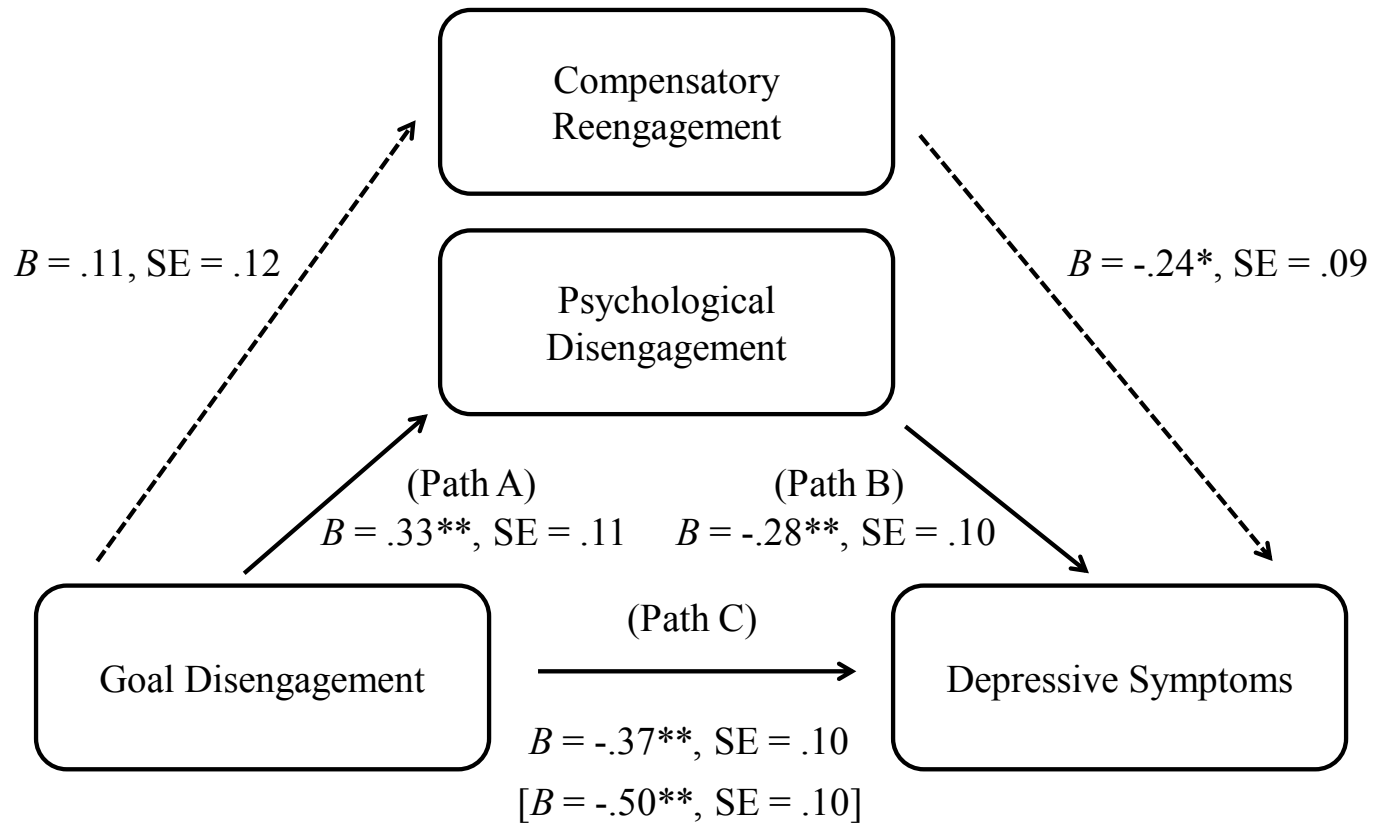 Compensatory
Reengagement
B = .11, SE = .12
B = -.24*, SE = .09
Psychological
Disengagement
(Path A)
B = .33**, SE = .11
(Path B)
B = -.28**, SE = .10
(Path C)
Goal Disengagement
Depressive Symptoms
B = -.37**, SE = .10
[B = -.50**, SE = .10]